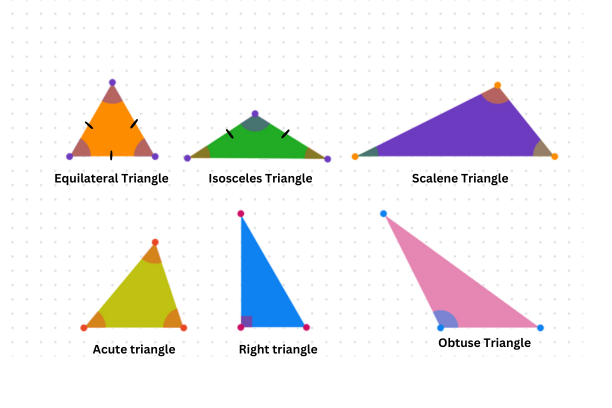 Equilateral Triangle
Isosceles Triangle
Scalene Triangle
Acute triangle
Right triangle
Obtuse Triangle